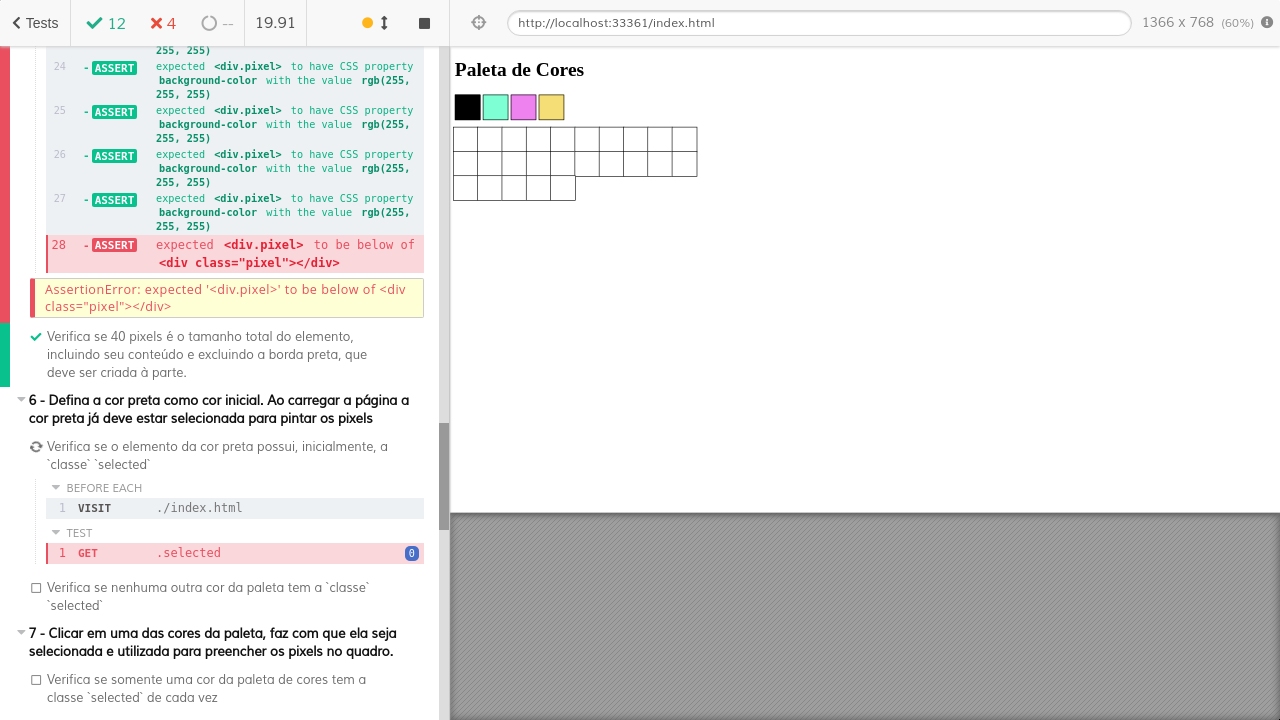 Tests
12
4
--
19.91
http://localhost:33361/index.html
1366 x 768 (60%)
255, 255)
24 - ASSERT expected <div.pixel> to have CSS property
background-color with the value rgb(255,
255, 255)
25 - ASSERT expected <div.pixel> to have CSS property
background-color with the value rgb(255,
255, 255)
26 - ASSERT expected <div.pixel> to have CSS property
background-color with the value rgb(255,
255, 255)
27 - ASSERT expected <div.pixel> to have CSS property
background-color with the value rgb(255,
255, 255)
28 - ASSERT expected <div.pixel> to be below of
<div class="pixel"></div>
AssertionError: expected '<div.pixel>' to be below of <div
class="pixel"></div>
Verifica se 40 pixels é o tamanho total do elemento,
incluindo seu conteúdo e excluindo a borda preta, que
deve ser criada à parte.
6 - Defina a cor preta como cor inicial. Ao carregar a página a
cor preta já deve estar selecionada para pintar os pixels
Verifica se o elemento da cor preta possui, inicialmente, a
`classe` `selected`
BEFORE EACH
1 VISIT ./index.html
TEST
1 GET .selected 0
Verifica se nenhuma outra cor da paleta tem a `classe`
`selected`
7 - Clicar em uma das cores da paleta, faz com que ela seja
selecionada e utilizada para preencher os pixels no quadro.
Verifica se somente uma cor da paleta de cores tem a
classe `selected` de cada vez
Paleta de Cores